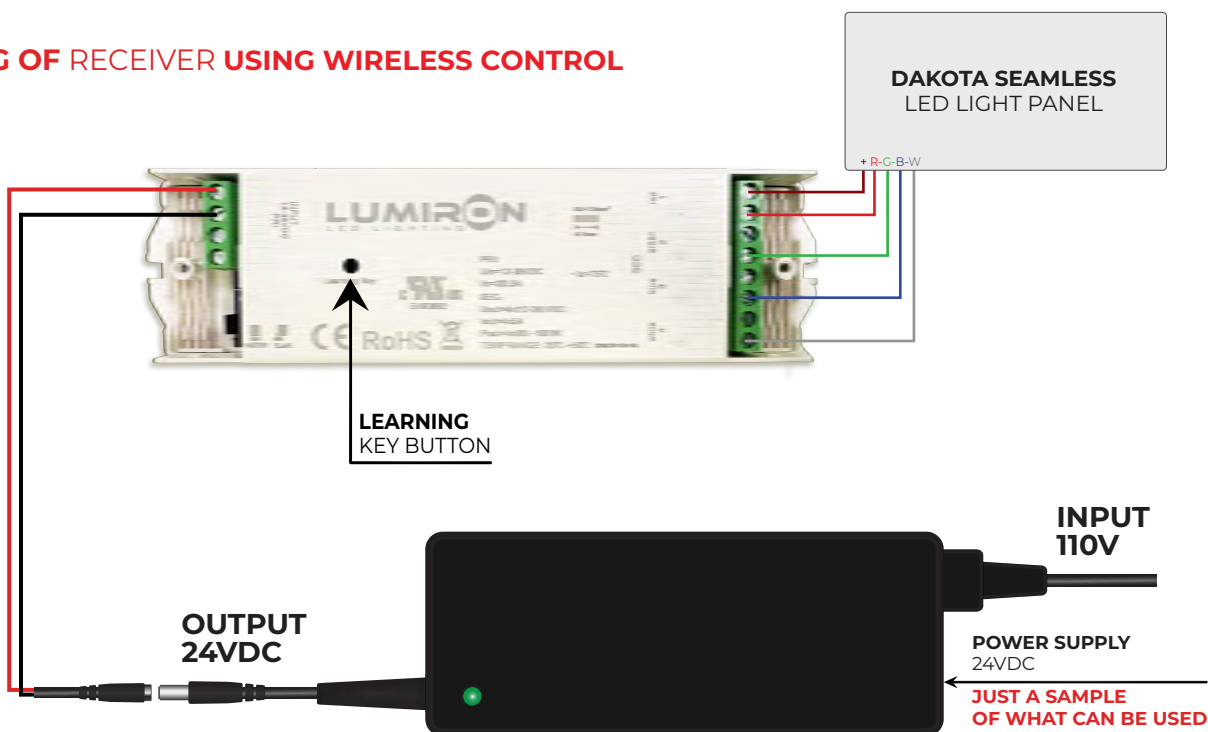 G OF RECEIVER USING WIRELESS CONTROL
DAKOTA SEAMLESS
LED LIGHT PANEL
+ R-G-B-W
LUMIRON
LED LIGHTING
CE RoHS
LEARNING
KEY BUTTON
INPUT
110V
OUTPUT
24VDC
POWER SUPPLY
24VDC
JUST A SAMPLE
OF WHAT CAN BE USED